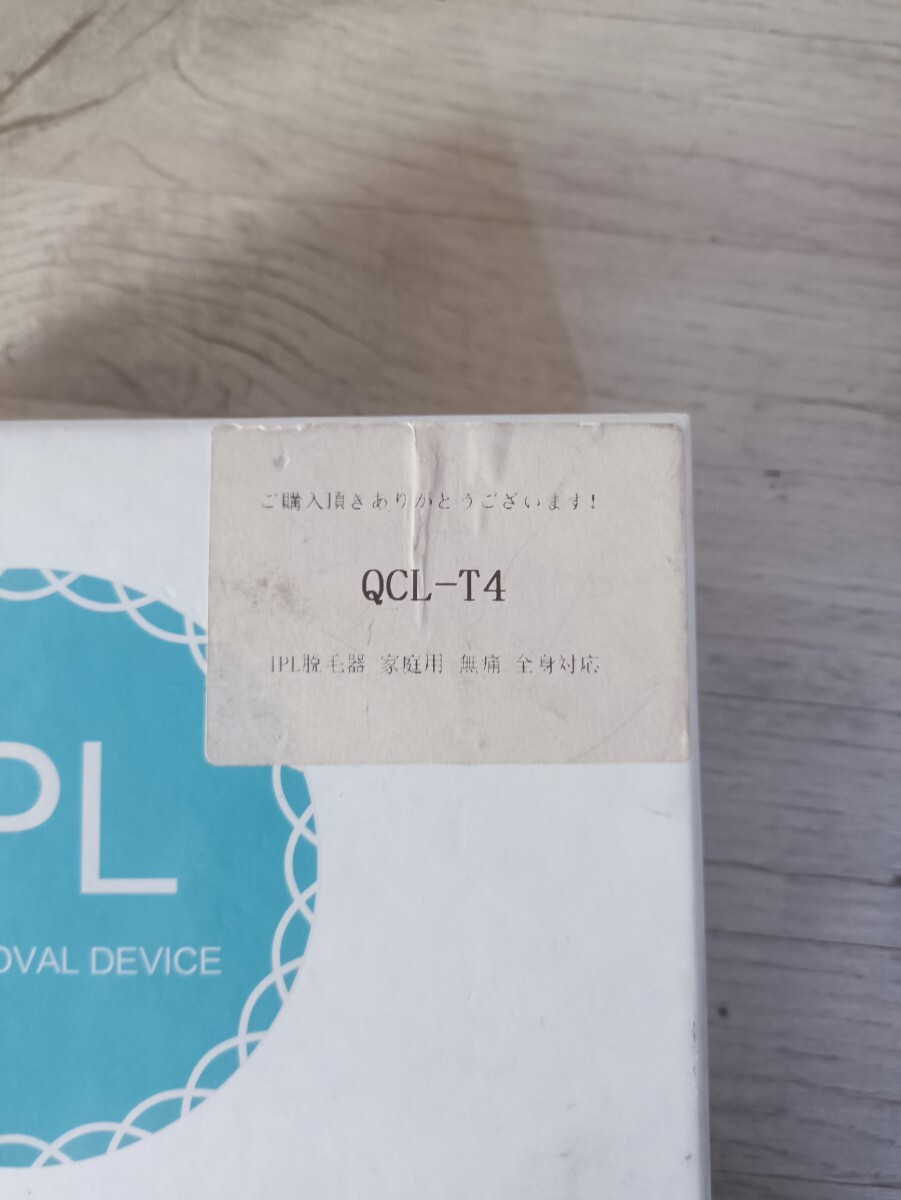 ご購入頂きありがとうございます!
QCL-T4
IPL脱毛器 家庭用 無痛 全身対応
PL
OVAL DEVICE